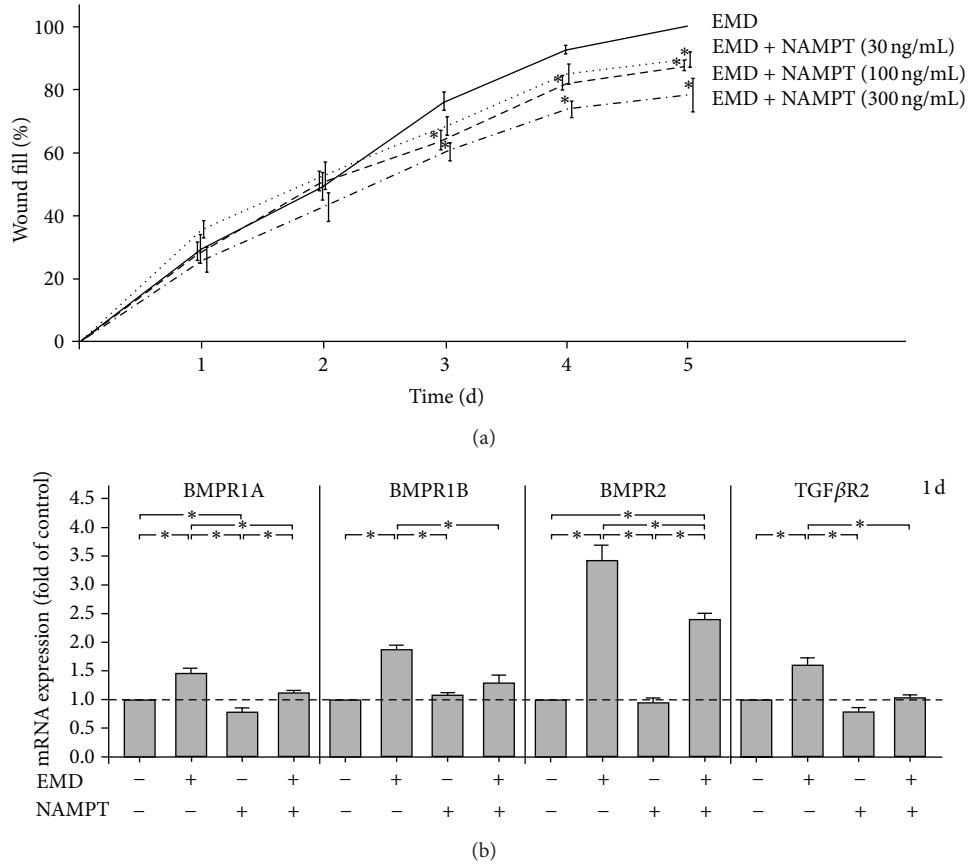 100
80
60
40
20
0
Wound fill (%)
EMD
EMD + NAMPT (30 ng/mL)
EMD + NAMPT (100 ng/mL)
EMD + NAMPT (300 ng/mL)
* * *
* * *
* *
1 2 3 4 5
Time (d)
(a)
mRNA expression (fold of control)
BMPR1A BMPR1B BMPR2 TGFβR2 1 d
4.5
4.0
3.5
3.0
2.5
2.0
1.5
1.0
0.5
0.0
* * * * *
* * *
* * * * *
* * *
EMD − + − + − + − + − + − + − + − +
NAMPT − − + + − − + + − − + + − − + +
(b)